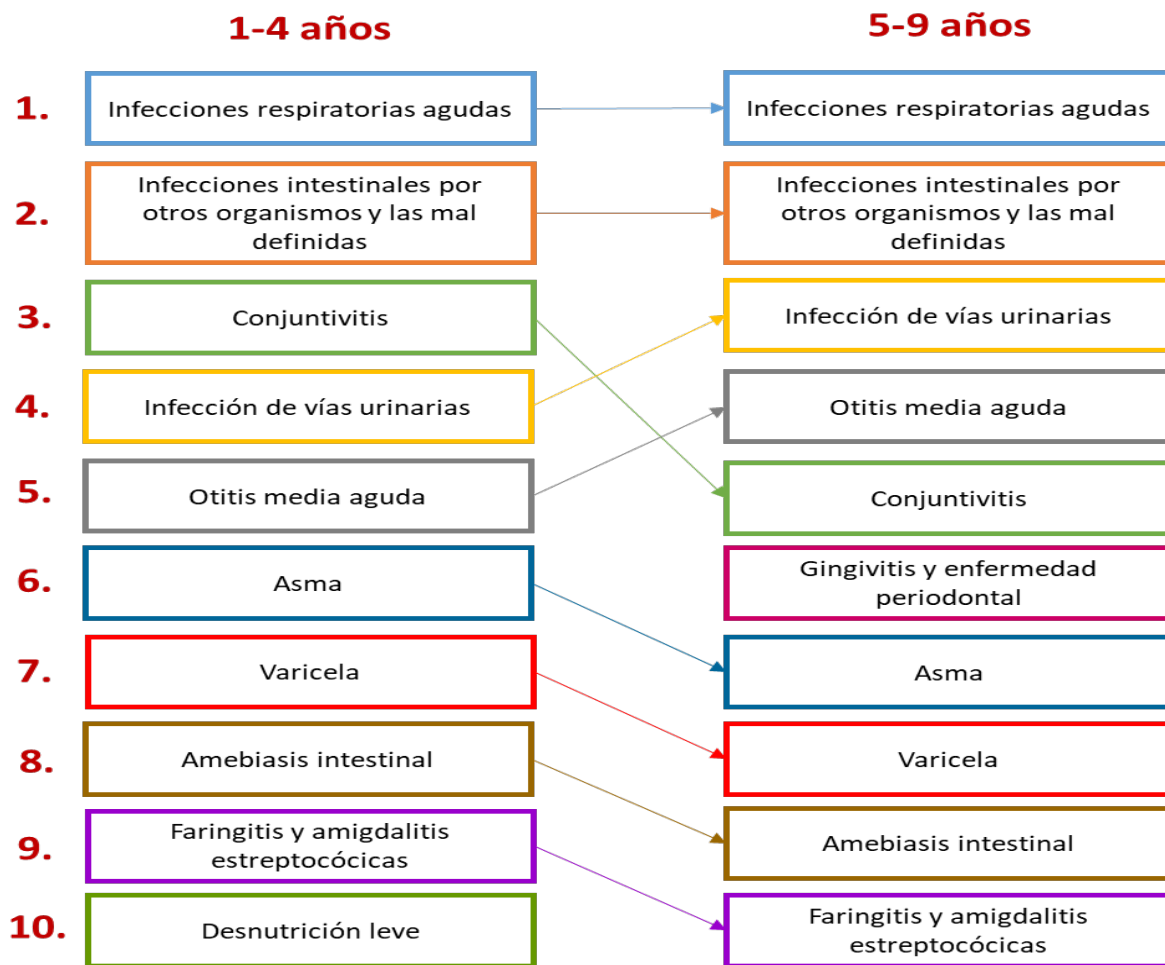 1-4 años
5-9 años
1.
Infecciones respiratorias agudas
Infecciones respiratorias agudas
2.
Infecciones intestinales por
otros organismos y las mal
definidas
Infecciones intestinales por
otros organismos y las mal
definidas
3.
Conjuntivitis
Infección de vías urinarias
4.
Infección de vías urinarias
Otitis media aguda
5.
Otitis media aguda
Conjuntivitis
6.
Asma
Gingivitis y enfermedad
periodontal
7.
Varicela
Asma
8.
Amebiasis intestinal
Varicela
9.
Faringitis y amigdalitis
estreptocócicas
Amebiasis intestinal
10.
Desnutrición leve
Faringitis y amigdalitis
estreptocócicas